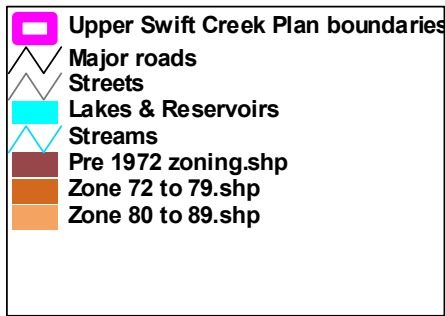 Upper Swift Creek Plan boundaries
Major roads
Streets
Lakes & Reservoirs
Streams
Pre 1972 zoning.shp
Zone 72 to 79.shp
Zone 80 to 89.shp